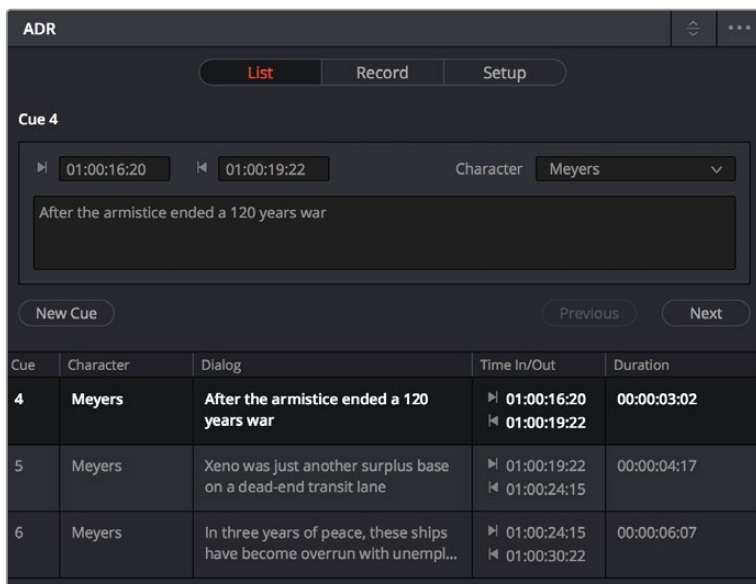 ADR
List Record Setup
Cue 4
01:00:16:20 01:00:19:22 Character Meyers
After the armistice ended a 120 years war
New Cue Previous Next
Cue Character Dialog Time In/Out Duration
4 Meyers After the armistice ended a 120 01:00:16:20 00:00:03:02
years war 01:00:19:22
5 Meyers Xeno was just another surplus base 01:00:19:22 00:00:04:17
on a dead-end transit lane 01:00:24:15
6 Meyers In three years of peace, these ships 01:00:24:15 00:00:06:07
have become overrun with unempl... 01:00:30:22